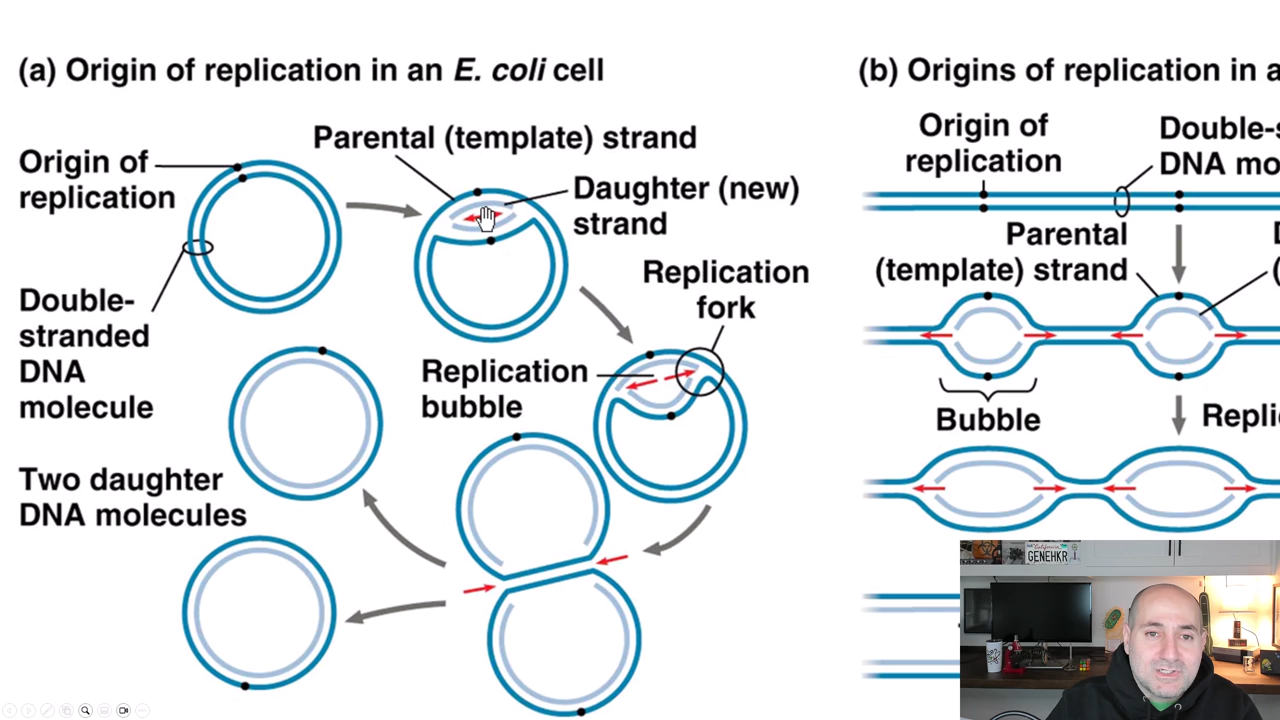 (a) Origin of replication in an E. coli cell
Origin of
replication
Parental (template) strand
Daughter (new)
strand
Replication
fork
Double-
stranded
DNA
molecule
Replication
bubble
Two daughter
DNA molecules
(b) Origins of replication in a
Origin of
replication
Double-s
DNA mo
Parental
(template) strand
D
(
Bubble
Repli
GENEHKR